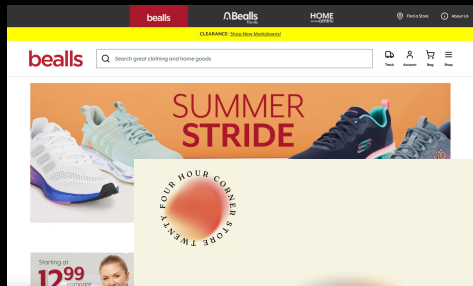 bealls
Bealls
Florida
HOME
centric
Find a Store
About Us
CLEARANCE: Shop New Markdowns!
bealls
Search great clothing and home goods
Track
Account
Bag
Shop
SUMMER
STRIDE
TWENTY FOUR HOUR CORNER STORE
Starting at
12.99
compare